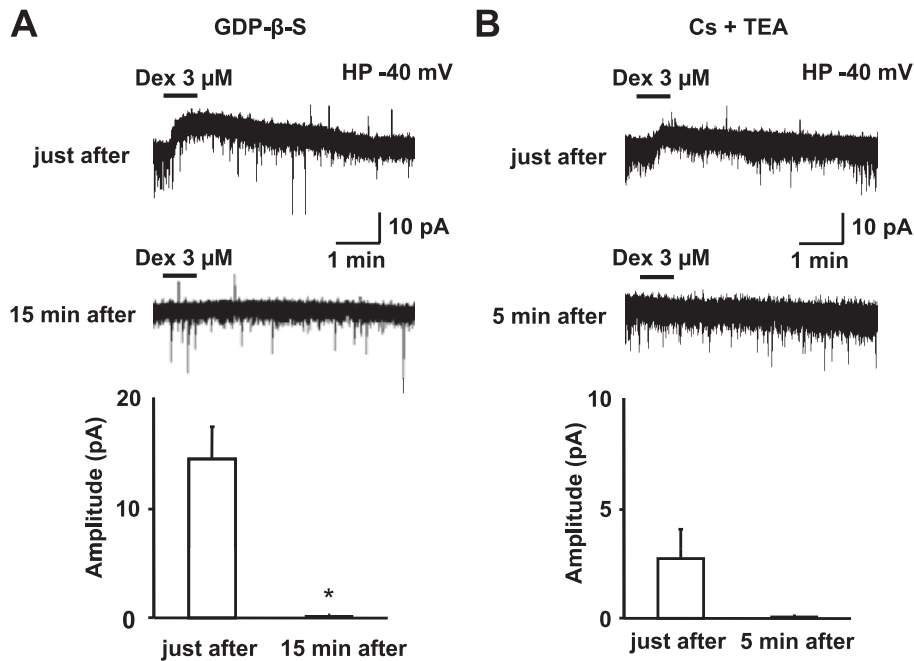 A
GDP-β-S
Dex 3 µM
HP -40 mV
just after
10 pA
1 min
Dex 3 µM
15 min after
20
10
0
Amplitude (pA)
*
just after
15 min after
B
Cs + TEA
Dex 3 µM
HP -40 mV
just after
10 pA
1 min
Dex 3 µM
5 min after
10
5
0
Amplitude (pA)
just after
5 min after